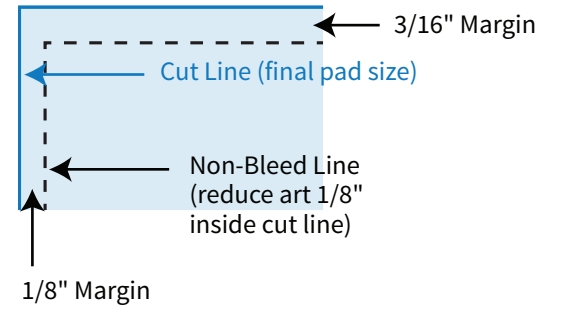 3/16" Margin
Cut Line (final pad size)
Non-Bleed Line
(reduce art 1/8"
inside cut line)
1/8" Margin